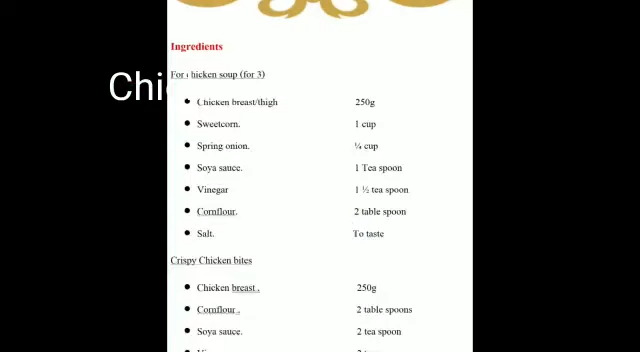 Ingredients
For chicken soup (for 3)
Chi
Chicken breast/thigh 250g
Sweetcorn. 1 cup
Spring onion. ¼ cup
Soya sauce. 1 Tea spoon
Vinegar 1 ½ tea spoon
Cornflour. 2 table spoon
Salt. To taste
Crispy Chicken bites
Chicken breast . 250g
Cornflour . 2 table spoons
Soya sauce. 2 tea spoon